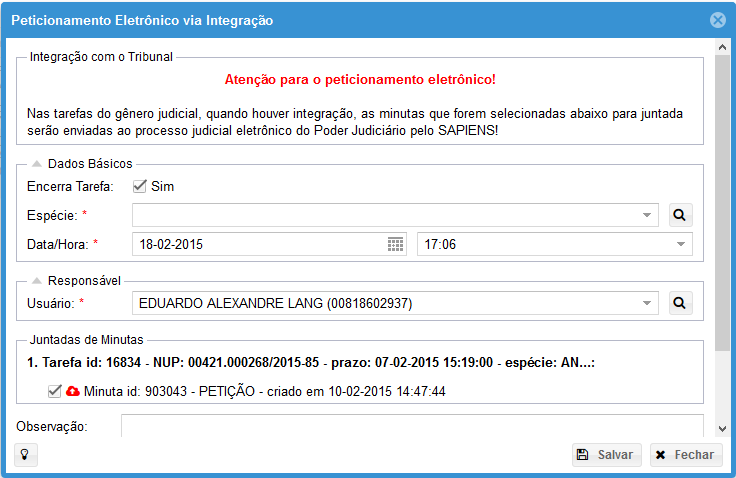 Peticionamento Eletrônico via Integração
Integração com o Tribunal
Atenção para o peticionamento eletrônico!
Nas tarefas do gênero judicial, quando houver integração, as minutas que forem selecionadas abaixo para juntada
serão enviadas ao processo judicial eletrônico do Poder Judiciário pelo SAPIENS!
Dados Básicos
Encerra Tarefa: Sim
Espécie: *
Data/Hora: * 18-02-2015 17:06
Responsável
Usuário: * EDUARDO ALEXANDRE LANG (00818602937)
Juntadas de Minutas
1. Tarefa id: 16834 - NUP: 00421.000268/2015-85 - prazo: 07-02-2015 15:19:00 - espécie: AN...:
Minuta id: 903043 - PETIÇÃO - criado em 10-02-2015 14:47:44
Observação:
Salvar Fechar